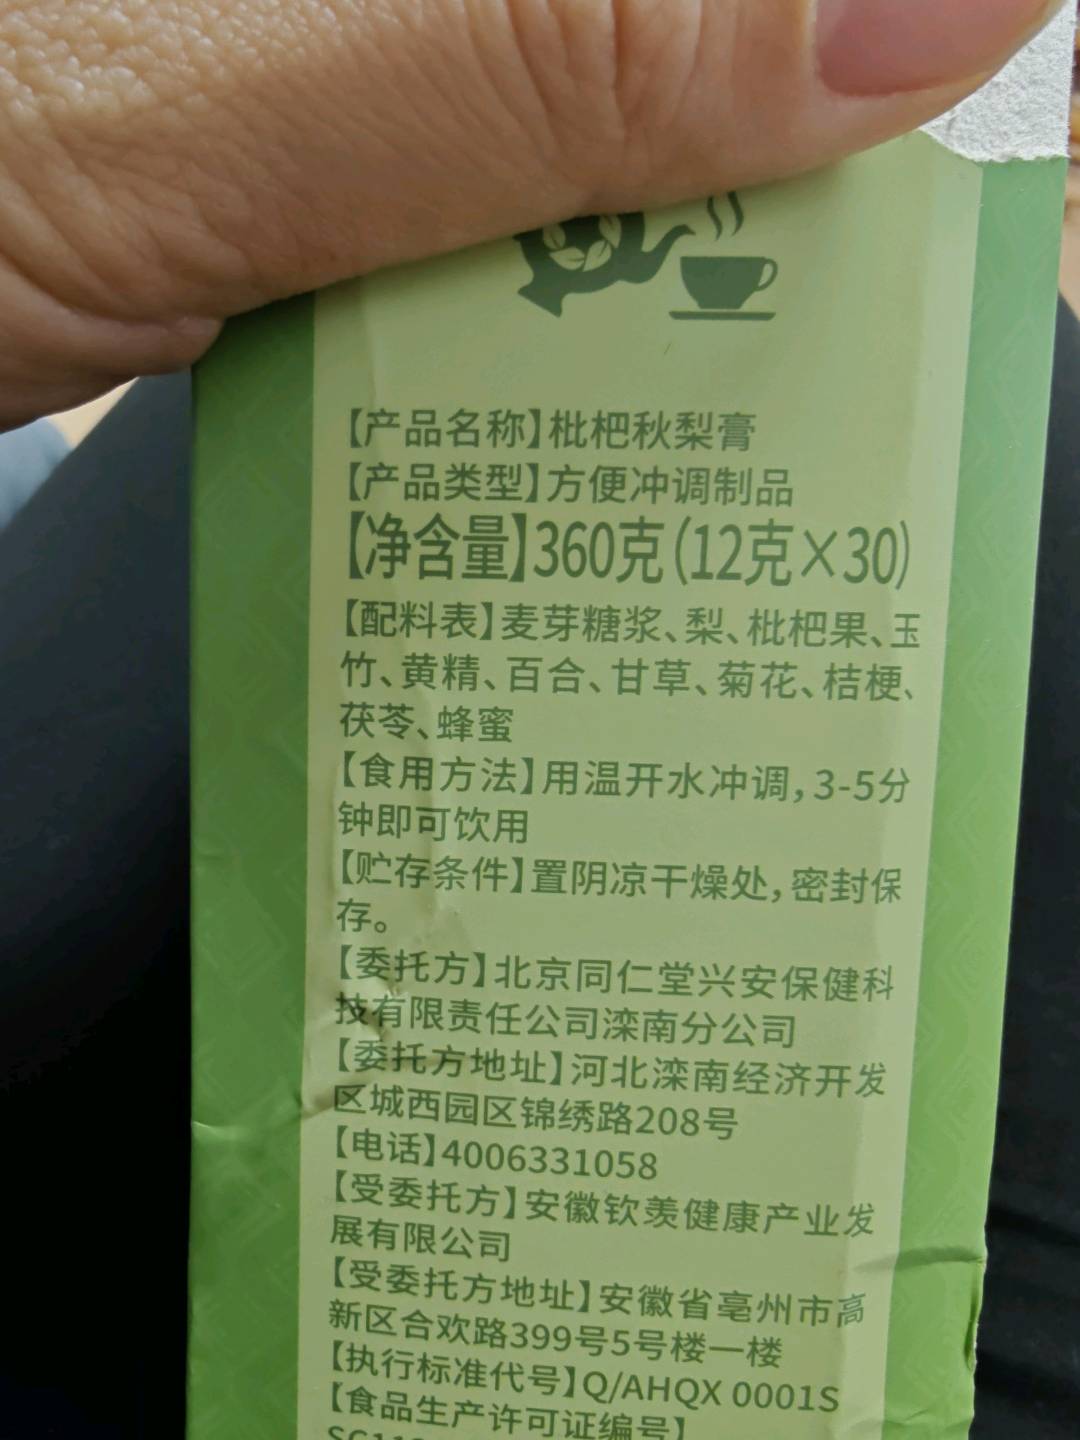 【产品名称】枇杷秋梨膏
【产品类型】方便冲调制品
【净含量】360克(12克×30)
【配料表】麦芽糖浆、梨、枇杷果、玉
竹、黄精、百合、甘草、菊花、桔梗、
茯苓、蜂蜜
【食用方法】用温开水冲调,3-5分
钟即可饮用
【贮存条件】置阴凉干燥处,密封保
存。
【委托方】北京同仁堂兴安保健科
技有限责任公司滦南分公司
【委托方地址】河北滦南经济开发
区城西园区锦绣路208号
【电话】4006331058
【受委托方】安徽钦羡健康产业发
展有限公司
【受委托方地址】安徽省亳州市高
新区合欢路399号5号楼一楼
【执行标准代号】Q/AHQX 0001S
【食品生产许可证编号】